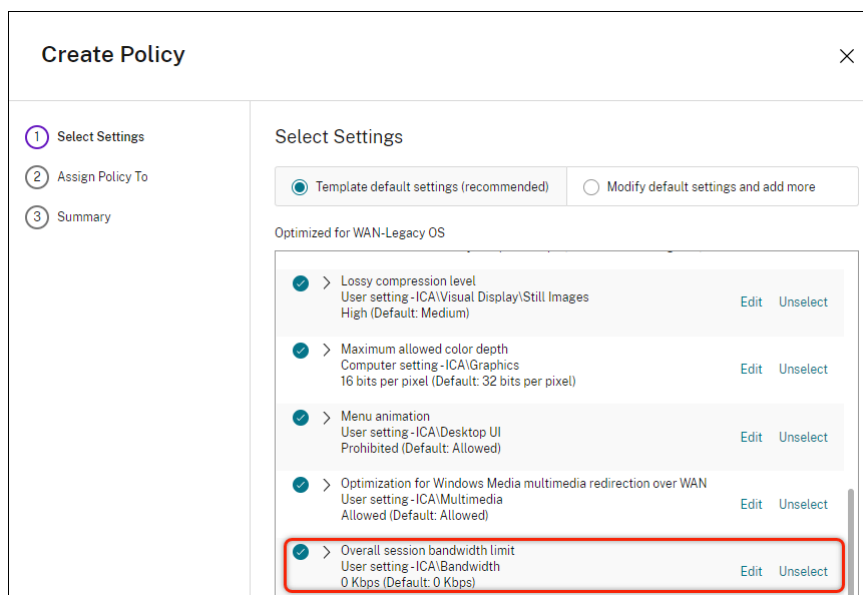 Create Policy
1 Select Settings
2 Assign Policy To
3 Summary
Select Settings
Template default settings (recommended)
Modify default settings and add more
Optimized for WAN-Legacy OS
Lossy compression level
User setting - ICA\Visual Display\Still Images
High (Default: Medium)
Edit Unselect
Maximum allowed color depth
Computer setting - ICA\Graphics
16 bits per pixel (Default: 32 bits per pixel)
Edit Unselect
Menu animation
User setting - ICA\Desktop UI
Prohibited (Default: Allowed)
Edit Unselect
Optimization for Windows Media multimedia redirection over WAN
User setting - ICA\Multimedia
Allowed (Default: Allowed)
Edit Unselect
Overall session bandwidth limit
User setting - ICA\Bandwidth
0 Kbps (Default: 0 Kbps)
Edit Unselect